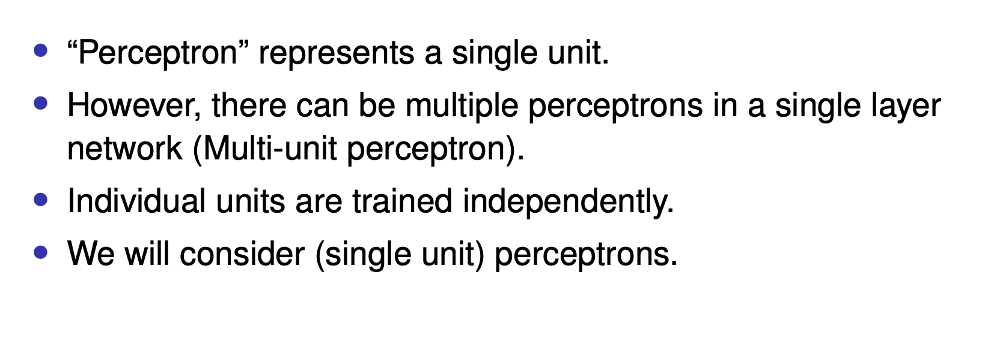 • “Perceptron” represents a single unit.
• However, there can be multiple perceptrons in a single layer
network (Multi-unit perceptron).
• Individual units are trained independently.
• We will consider (single unit) perceptrons.